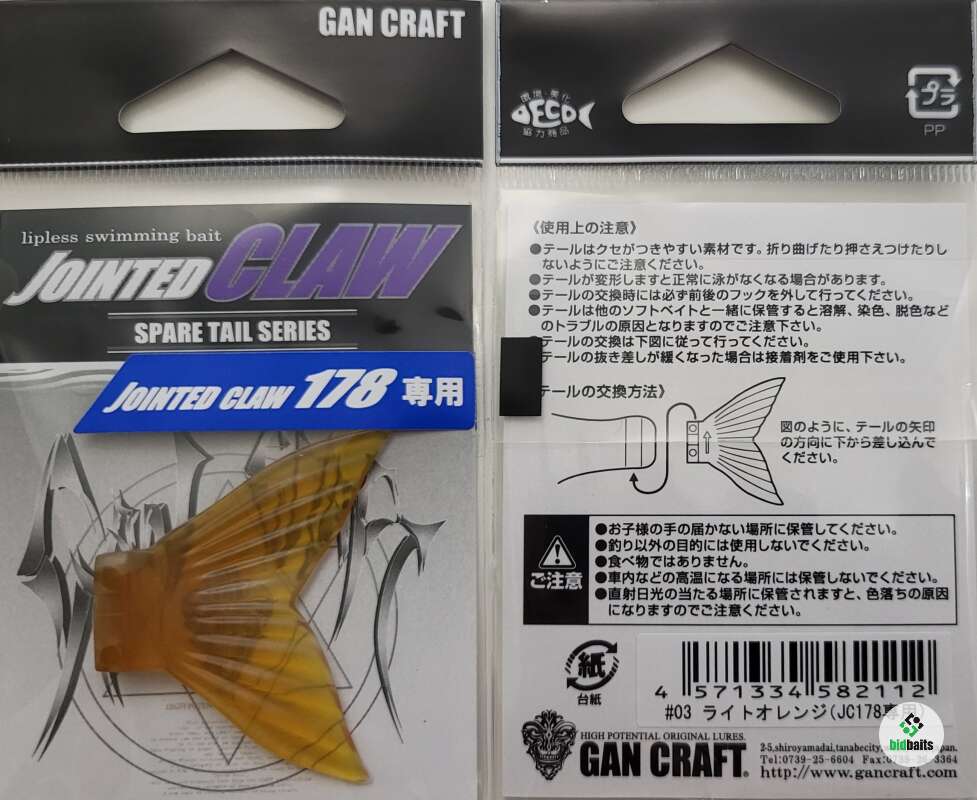 GAN CRAFT
lipless swimming bait
JOINTED CLAW
SPARE TAIL SERIES
JOINTED CLAW 178 専用
環境・美化
ECO
協力商品
プラ
PP
《使用上の注意》
●テールはクセがつきやすい素材です。折り曲げたり押さえつけたりし
ないようにご注意ください。
●テールが変形しますと正常に泳がなくなる場合があります。
●テールの交換時には必ず前後のフックを外して行ってください。
●テールは他のソフトベイトと一緒に保管すると溶解、染色、脱色など
のトラブルの原因となりますのでご注意下さい。
テールの交換は下図に従って行ってください。
テールの抜き差しが緩くなった場合は接着剤をご使用下さい。
テールの交換方法》
図のように、テールの矢印
の方向に下から差し込んで
ください。
ご注意
●お子様の手の届かない場所に保管してください。
●釣り以外の目的には使用しないでください。
●食べ物ではありません。
●車内などの高温になる場所には保管しないでください。
●直射日光の当たる場所に保管されますと、色落ちの原因
になりますのでご注意ください。
紙
台紙
4 571334 582112
#03 ライトオレンジ(JC178専用)
HIGH POTENTIAL ORIGINAL LURES.
GAN CRAFT.
2-5,shiroyamadai,tanabecity,
Tel:0739-25-6604 Fax:0739-26-3364
http://www.gancraft.com/
bidbaits